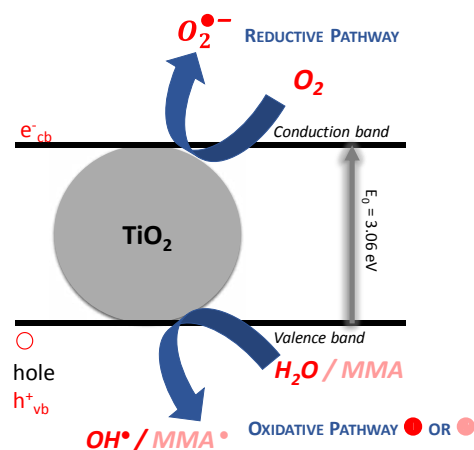 O₂•− REDUCTIVE PATHWAY
O₂
e⁻cb
Conduction band
TiO₂
E₀ = 3.06 eV
Valence band
hole
h⁺vb
H₂O / MMA
OH• / MMA•
OXIDATIVE PATHWAY ● OR ●